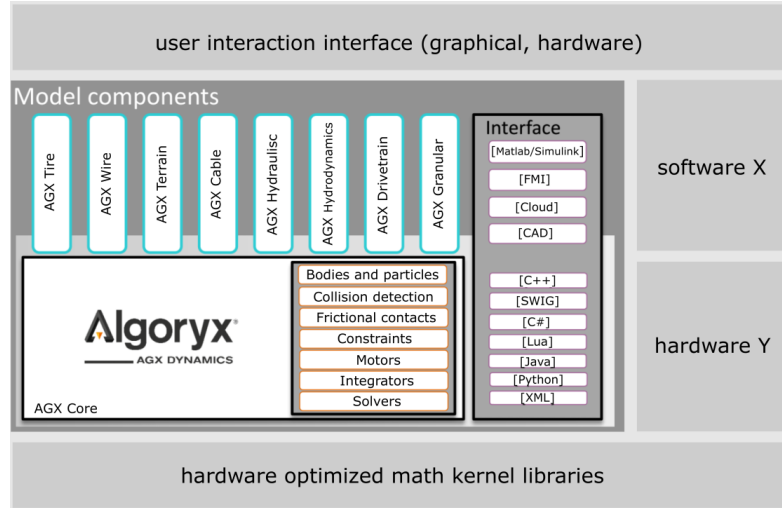 user interaction interface (graphical, hardware)
Model components
AGX Tire
AGX Wire
AGX Terrain
AGX Cable
AGX Hydraulisc
AGX Hydrodynamics
AGX Drivetrain
AGX Granular
Interface
[Matlab/Simulink]
[FMI]
[Cloud]
[CAD]
[C++]
[SWIG]
[C#]
[Lua]
[Java]
[Python]
[XML]
Bodies and particles
Collision detection
Frictional contacts
Constraints
Motors
Integrators
Solvers
Algoryx
AGX DYNAMICS
AGX Core
software X
hardware Y
hardware optimized math kernel libraries